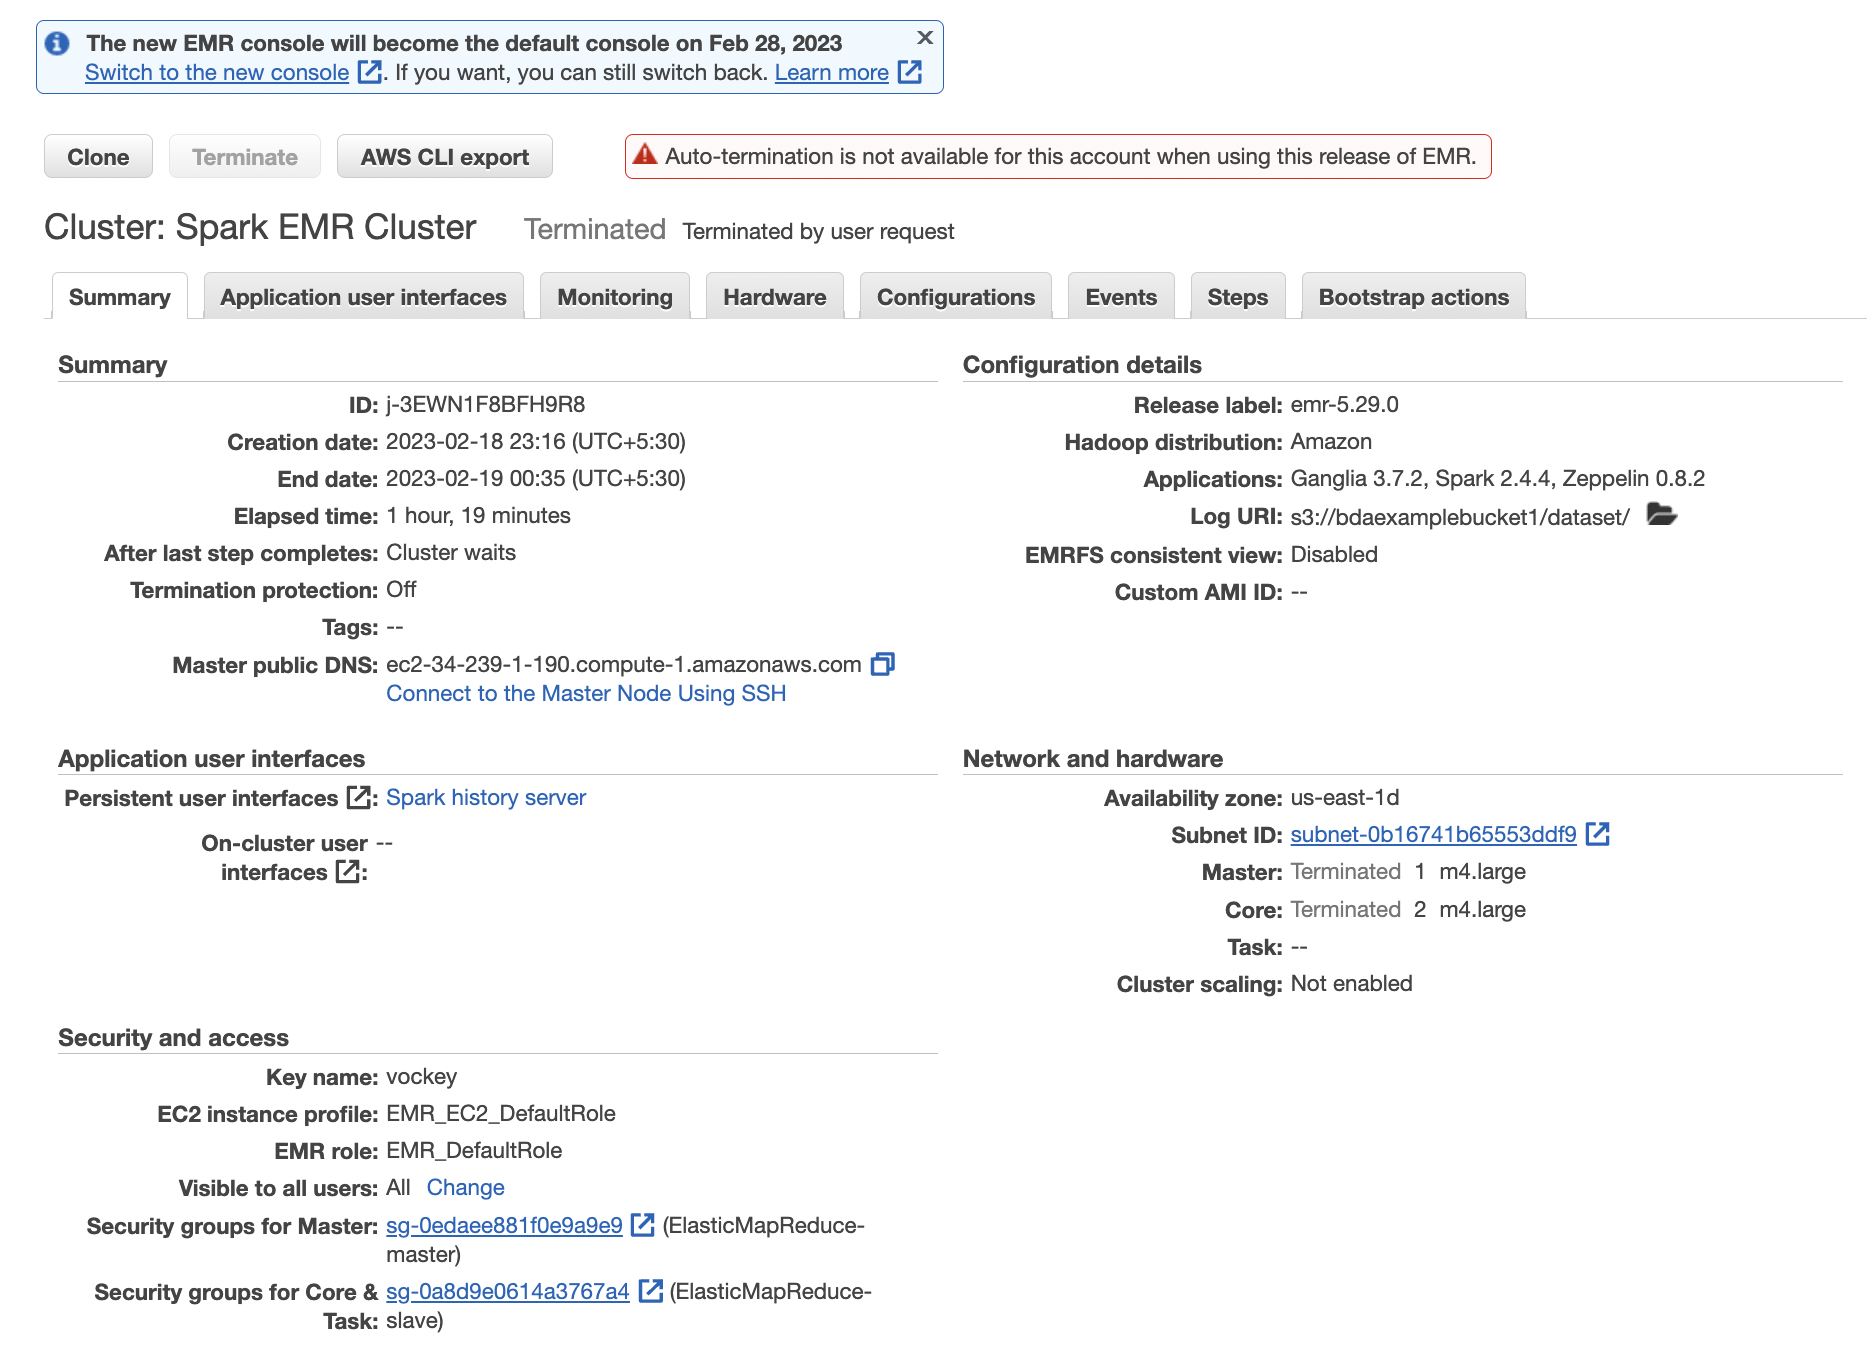 The new EMR console will become the default console on Feb 28, 2023
Switch to the new console. If you want, you can still switch back. Learn more
Clone Terminate AWS CLI export Auto-termination is not available for this account when using this release of EMR.
Cluster: Spark EMR Cluster Terminated Terminated by user request
Summary Application user interfaces Monitoring Hardware Configurations Events Steps Bootstrap actions
Summary
ID: j-3EWN1F8BFH9R8
Creation date: 2023-02-18 23:16 (UTC+5:30)
End date: 2023-02-19 00:35 (UTC+5:30)
Elapsed time: 1 hour, 19 minutes
After last step completes: Cluster waits
Termination protection: Off
Tags: --
Master public DNS: ec2-34-239-1-190.compute-1.amazonaws.com
Connect to the Master Node Using SSH
Configuration details
Release label: emr-5.29.0
Hadoop distribution: Amazon
Applications: Ganglia 3.7.2, Spark 2.4.4, Zeppelin 0.8.2
Log URI: s3://bdaexamplebucket1/dataset/
EMRFS consistent view: Disabled
Custom AMI ID: --
Application user interfaces
Persistent user interfaces : Spark history server
On-cluster user --
interfaces :
Network and hardware
Availability zone: us-east-1d
Subnet ID: subnet-0b16741b65553ddf9
Master: Terminated 1 m4.large
Core: Terminated 2 m4.large
Task: --
Cluster scaling: Not enabled
Security and access
Key name: vockey
EC2 instance profile: EMR_EC2_DefaultRole
EMR role: EMR_DefaultRole
Visible to all users: All Change
Security groups for Master: sg-0edaee881f0e9a9e9 (ElasticMapReduce-
master)
Security groups for Core & sg-0a8d9e0614a3767a4 (ElasticMapReduce-
Task: slave)